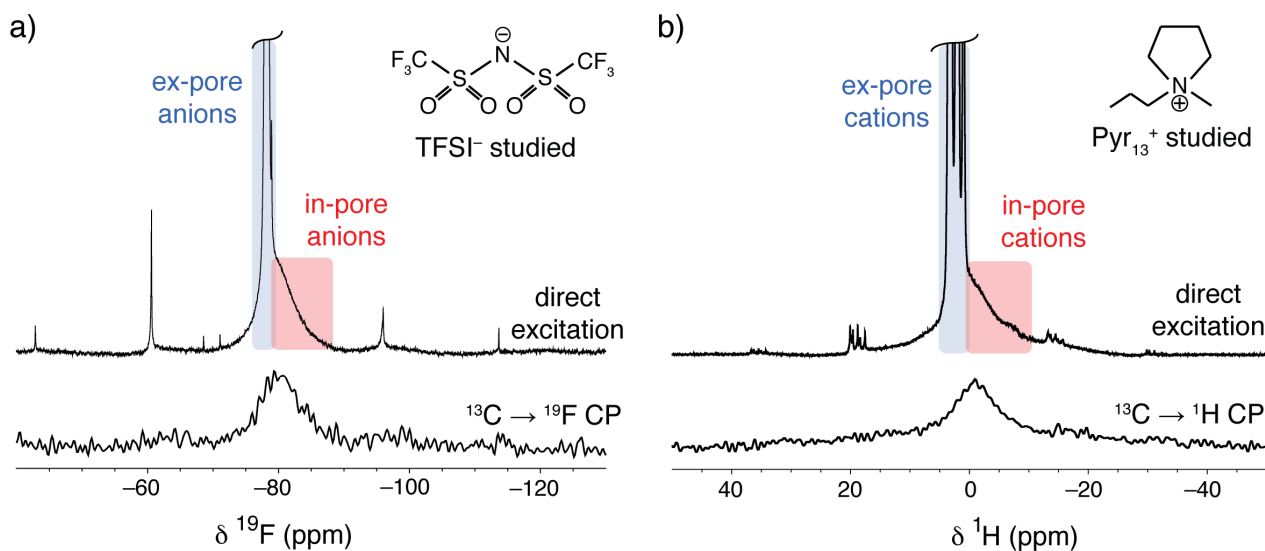 a)
ex-pore
anions
⊖
F₃C N CF₃
S S
O O O O
TFSI⁻ studied
in-pore
anions
direct
excitation
¹³C → ¹⁹F CP
−60 −80 −100 −120
δ ¹⁹F (ppm)
b)
ex-pore
cations
N
⊕
Pyr₁₃⁺ studied
in-pore
cations
direct
excitation
¹³C → ¹H CP
40 20 0 −20 −40
δ ¹H (ppm)